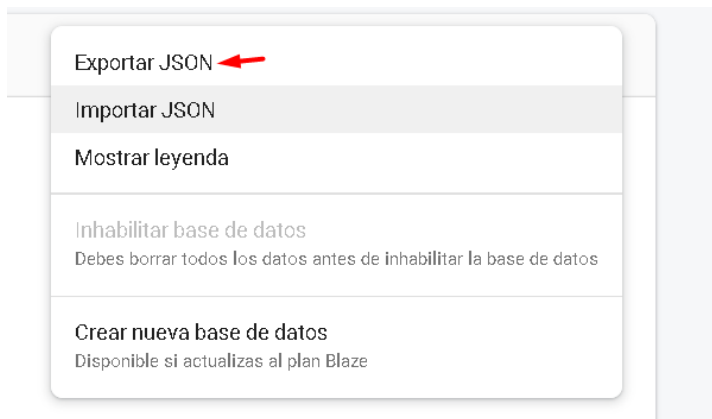 Exportar JSON
Importar JSON
Mostrar leyenda
Inhabilitar base de datos
Debes borrar todos los datos antes de inhabilitar la base de datos
Crear nueva base de datos
Disponible si actualizas al plan Blaze